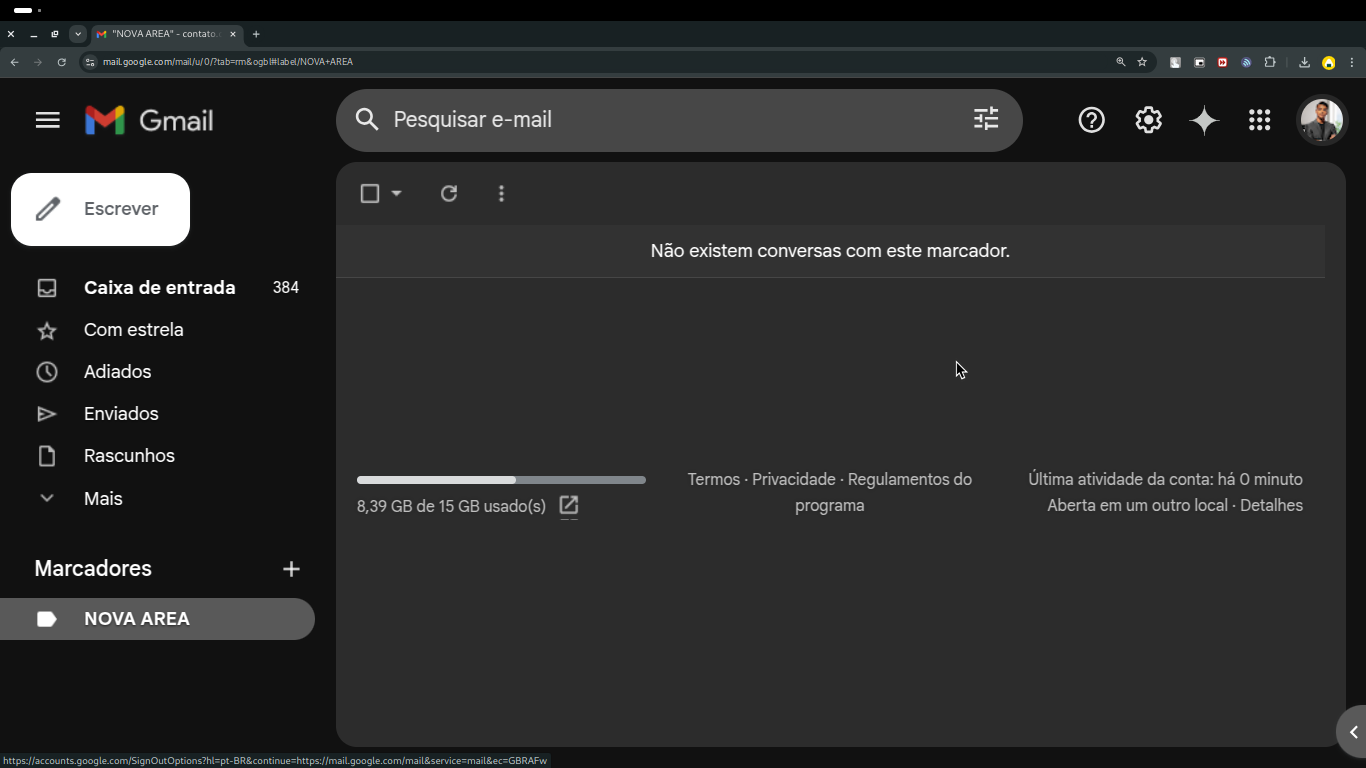 "NOVA AREA" - contato.
mail.google.com/mail/u/0/?tab=rm&ogbl#label/NOVA+AREA
Gmail
Pesquisar e-mail
Escrever
Caixa de entrada 384
Com estrela
Adiados
Enviados
Rascunhos
Mais
Marcadores
NOVA AREA
Não existem conversas com este marcador.
8,39 GB de 15 GB usado(s)
Termos · Privacidade · Regulamentos do
programa
Última atividade da conta: há 0 minuto
Aberta em um outro local · Detalhes
https://accounts.google.com/SignOutOptions?hl=pt-BR&continue=https://mail.google.com/mail&service=mail&ec=GBRAFw